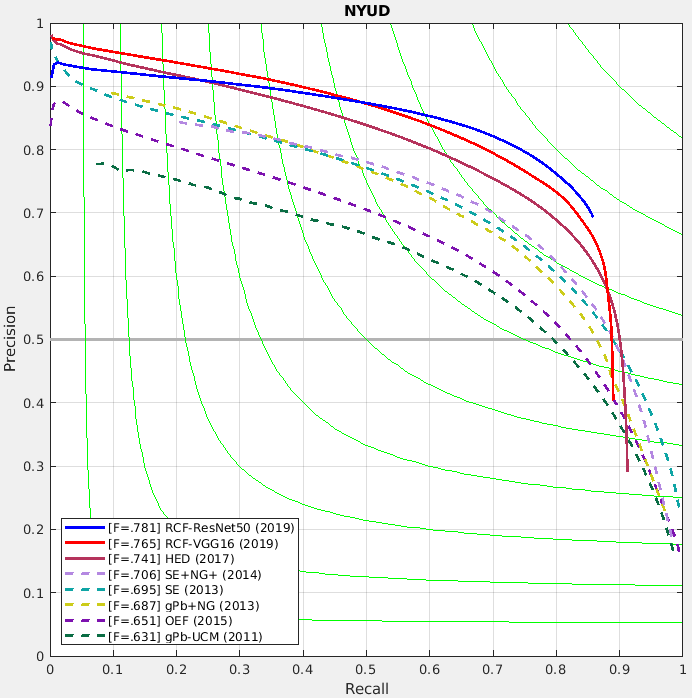 NYUD
1
0.9
0.8
0.7
0.6
0.5
0.4
0.3
0.2
0.1
0
Precision
[F=.781] RCF-ResNet50 (2019)
[F=.765] RCF-VGG16 (2019)
[F=.741] HED (2017)
[F=.706] SE+NG+ (2014)
[F=.695] SE (2013)
[F=.687] gPb+NG (2013)
[F=.651] OEF (2015)
[F=.631] gPb-UCM (2011)
0 0.1 0.2 0.3 0.4 0.5 0.6 0.7 0.8 0.9 1
Recall